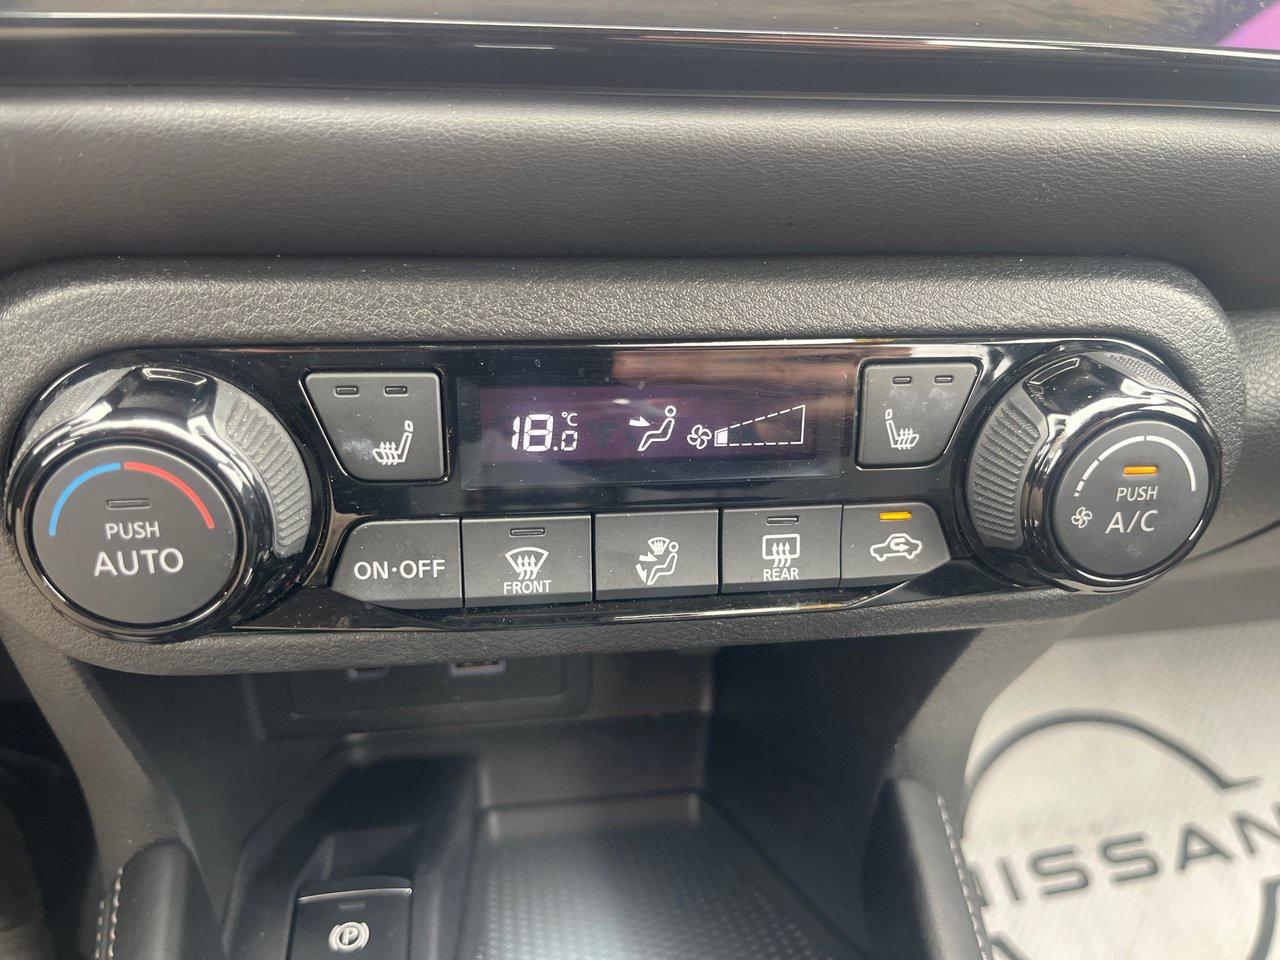 18.0 °C
PUSH
AUTO
PUSH
A/C
ON·OFF
FRONT
REAR
P
NISSAN